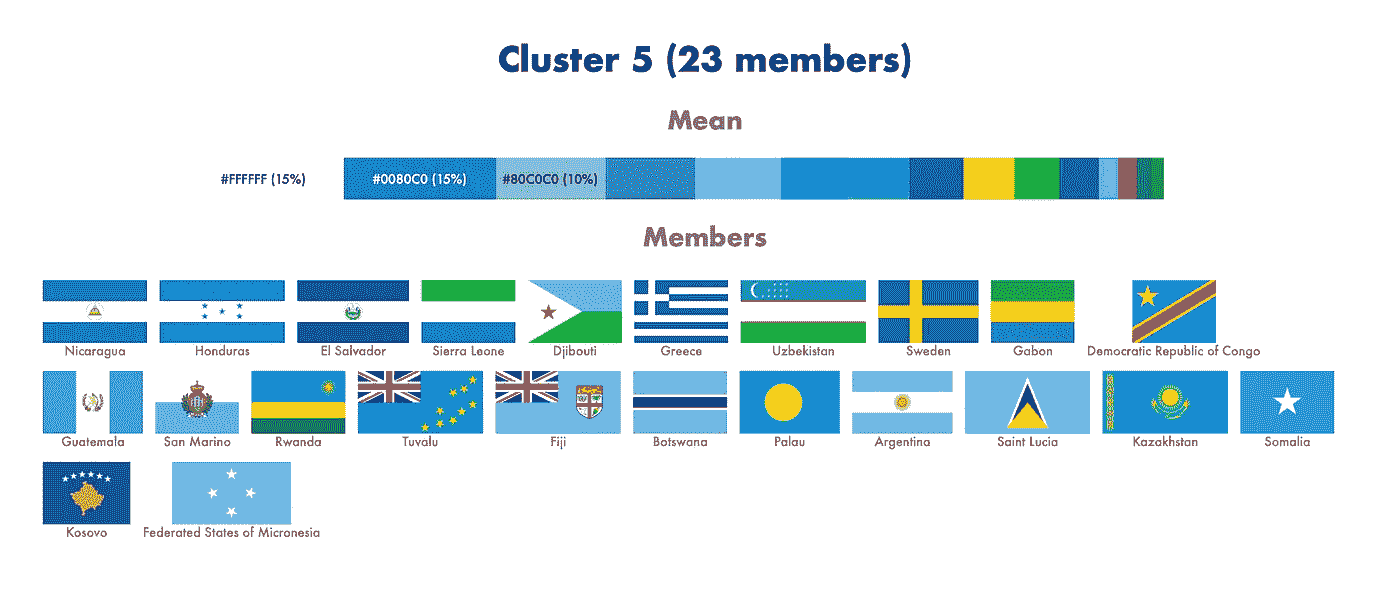 Cluster 5 (23 members)
Mean
#FFFFFF (15%) #0080C0 (15%) #80C0C0 (10%)
Members
Nicaragua Honduras El Salvador Sierra Leone Djibouti Greece Uzbekistan Sweden Gabon Democratic Republic of Congo
Guatemala San Marino Rwanda Tuvalu Fiji Botswana Palau Argentina Saint Lucia Kazakhstan Somalia
Kosovo Federated States of Micronesia